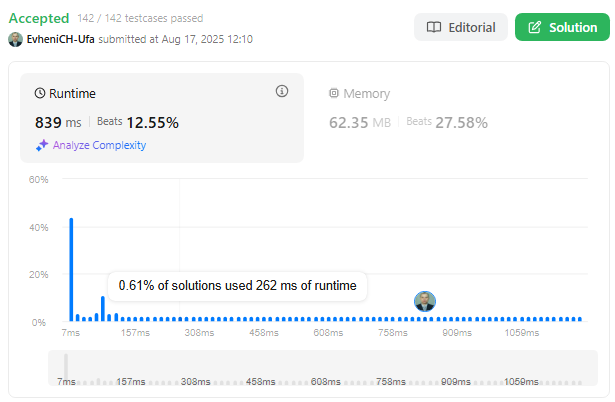 Accepted 142 / 142 testcases passed
EvheniCH-Ufa submitted at Aug 17, 2025 12:10
Editorial
Solution
Runtime
839 ms Beats 12.55%
Analyze Complexity
Memory
62.35 MB Beats 27.58%
60%
40%
20%
0%
0.61% of solutions used 262 ms of runtime
7ms 157ms 308ms 458ms 608ms 758ms 909ms 1059ms
7ms 157ms 308ms 458ms 608ms 758ms 909ms 1059ms